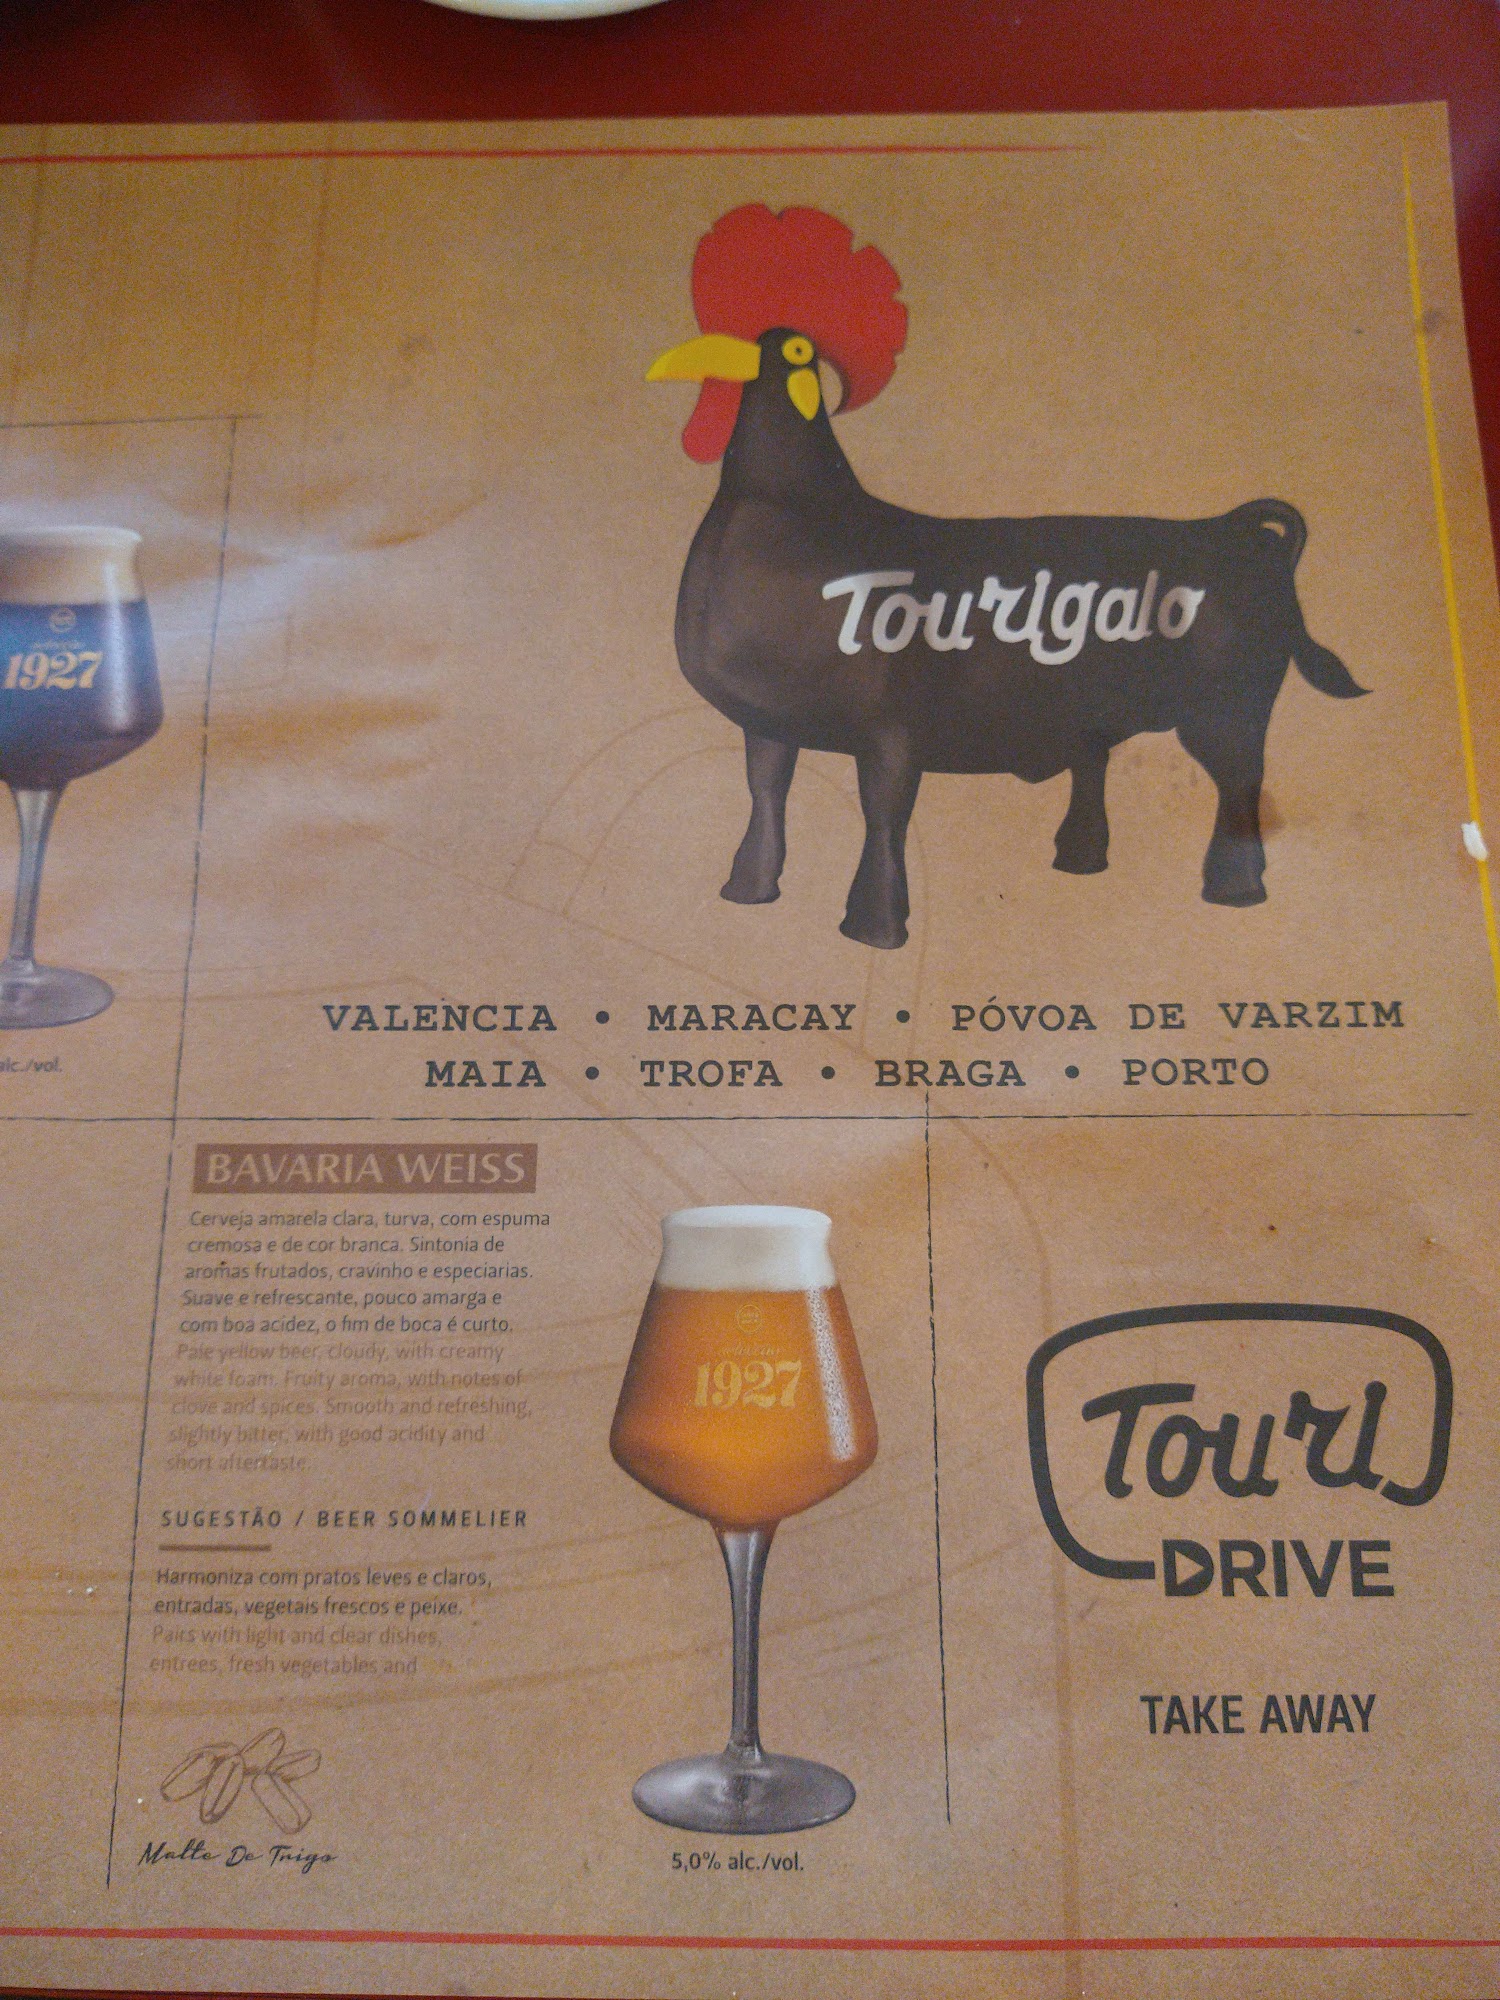 Tourigalo
1927
VALENCIA • MARACAY • PÓVOA DE VARZIM
MAIA • TROFA • BRAGA • PORTO
alc./vol.
BAVARIA WEISS
Cerveja amarela clara, turva, com espuma
cremosa e de cor branca. Sintonia de
aromas frutados, cravinho e especiarias.
Suave e refrescante, pouco amarga e
com boa acidez, o fim de boca é curto.
Pale yellow beer, cloudy, with creamy
white foam. Fruity aroma, with notes of
clove and spices. Smooth and refreshing,
slightly bitter, with good acidity and
short aftertaste.
SUGESTÃO / BEER SOMMELIER
Harmoniza com pratos leves e claros,
entradas, vegetais frescos e peixe.
Pairs with light and clear dishes,
entrees, fresh vegetables and
Malte De Trigo
1927
5,0% alc./vol.
Touri
DRIVE
TAKE AWAY